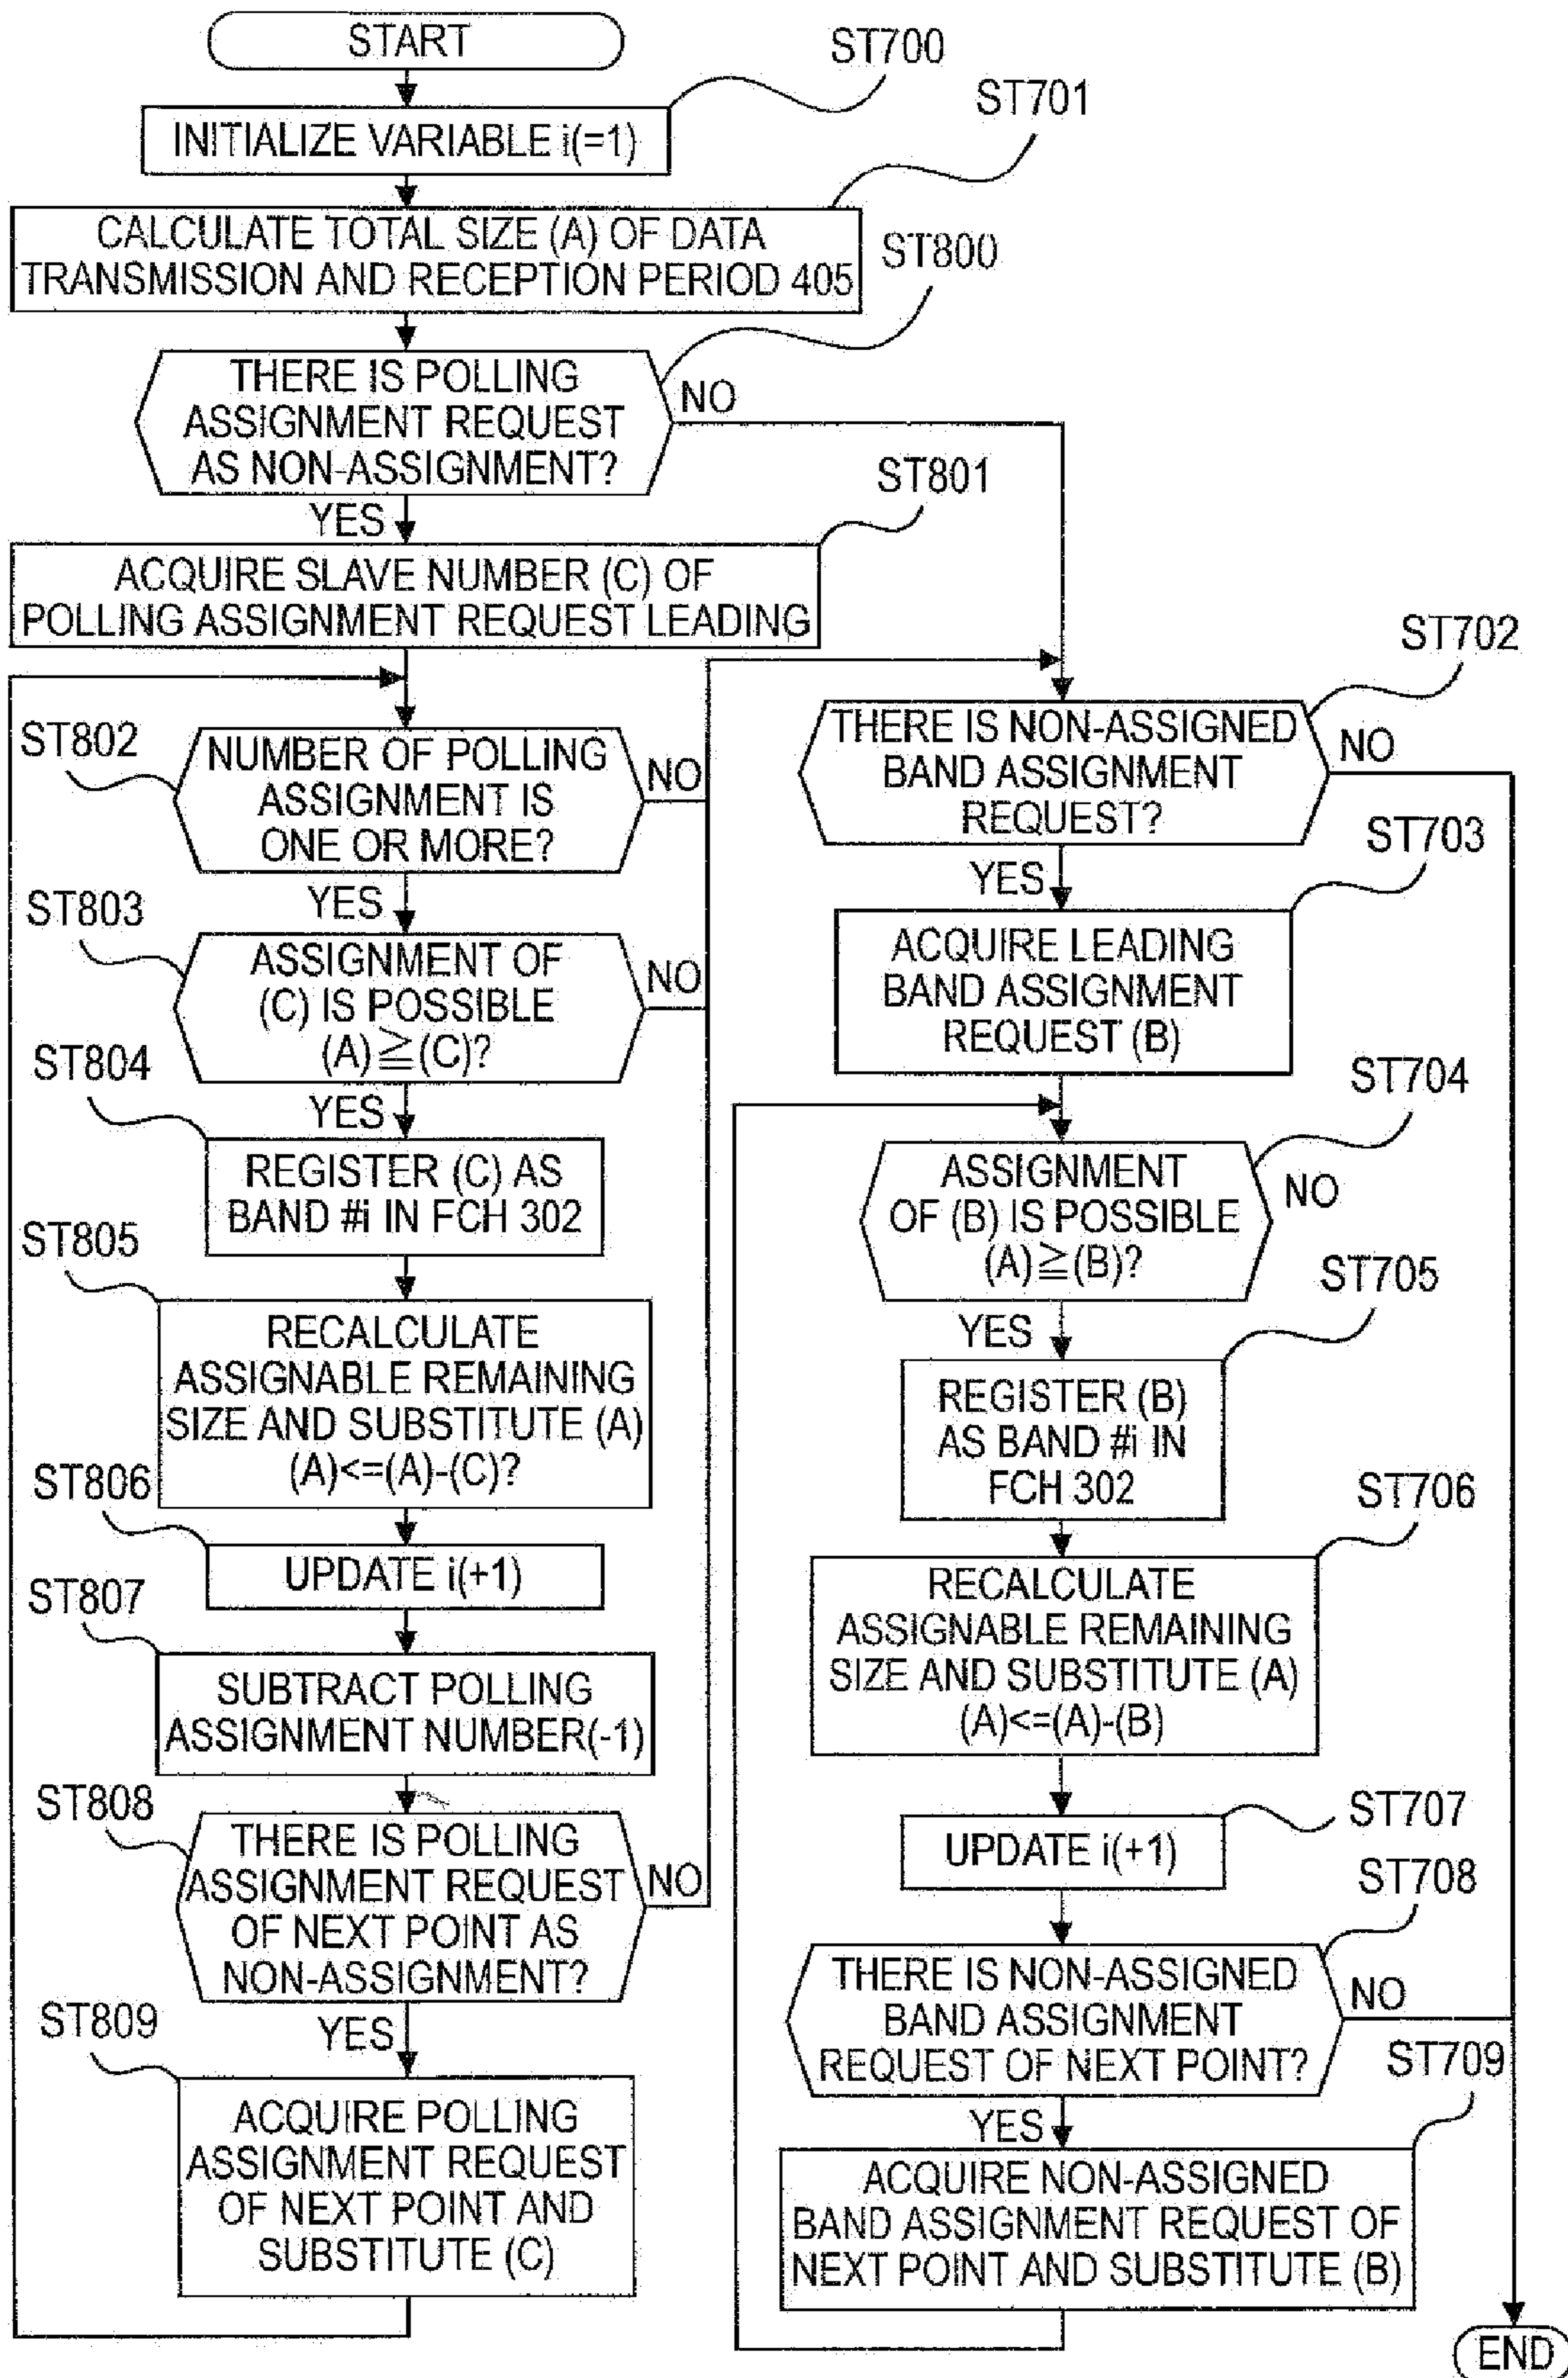 START
ST700
INITIALIZE VARIABLE i(=1)
ST701
CALCULATE TOTAL SIZE (A) OF DATA
TRANSMISSION AND RECEPTION PERIOD 405
ST800
THERE IS POLLING
ASSIGNMENT REQUEST
AS NON-ASSIGNMENT?
NO
YES
ST801
ACQUIRE SLAVE NUMBER (C) OF
POLLING ASSIGNMENT REQUEST LEADING
ST802
NUMBER OF POLLING
ASSIGNMENT IS
ONE OR MORE?
NO
YES
ST803
ASSIGNMENT OF
(C) IS POSSIBLE
(A)≧(C)?
NO
YES
ST804
REGISTER (C) AS
BAND #i IN FCH 302
ST805
RECALCULATE
ASSIGNABLE REMAINING
SIZE AND SUBSTITUTE (A)
(A)<=(A)-(C)?
ST806
UPDATE i(+1)
ST807
SUBTRACT POLLING
ASSIGNMENT NUMBER(-1)
ST808
THERE IS POLLING
ASSIGNMENT REQUEST
OF NEXT POINT AS
NON-ASSIGNMENT?
NO
YES
ST809
ACQUIRE POLLING
ASSIGNMENT REQUEST
OF NEXT POINT AND
SUBSTITUTE (C)
ST702
THERE IS NON-ASSIGNED
BAND ASSIGNMENT
REQUEST?
NO
YES
ST703
ACQUIRE LEADING
BAND ASSIGNMENT
REQUEST (B)
ST704
ASSIGNMENT
OF (B) IS POSSIBLE
(A)≧(B)?
NO
YES
ST705
REGISTER (B)
AS BAND #i IN
FCH 302
ST706
RECALCULATE
ASSIGNABLE REMAINING
SIZE AND SUBSTITUTE (A)
(A)<=(A)-(B)
ST707
UPDATE i(+1)
ST708
THERE IS NON-ASSIGNED
BAND ASSIGNMENT
REQUEST OF NEXT POINT?
NO
YES
ST709
ACQUIRE NON-ASSIGNED
BAND ASSIGNMENT REQUEST OF
NEXT POINT AND SUBSTITUTE (B)
END